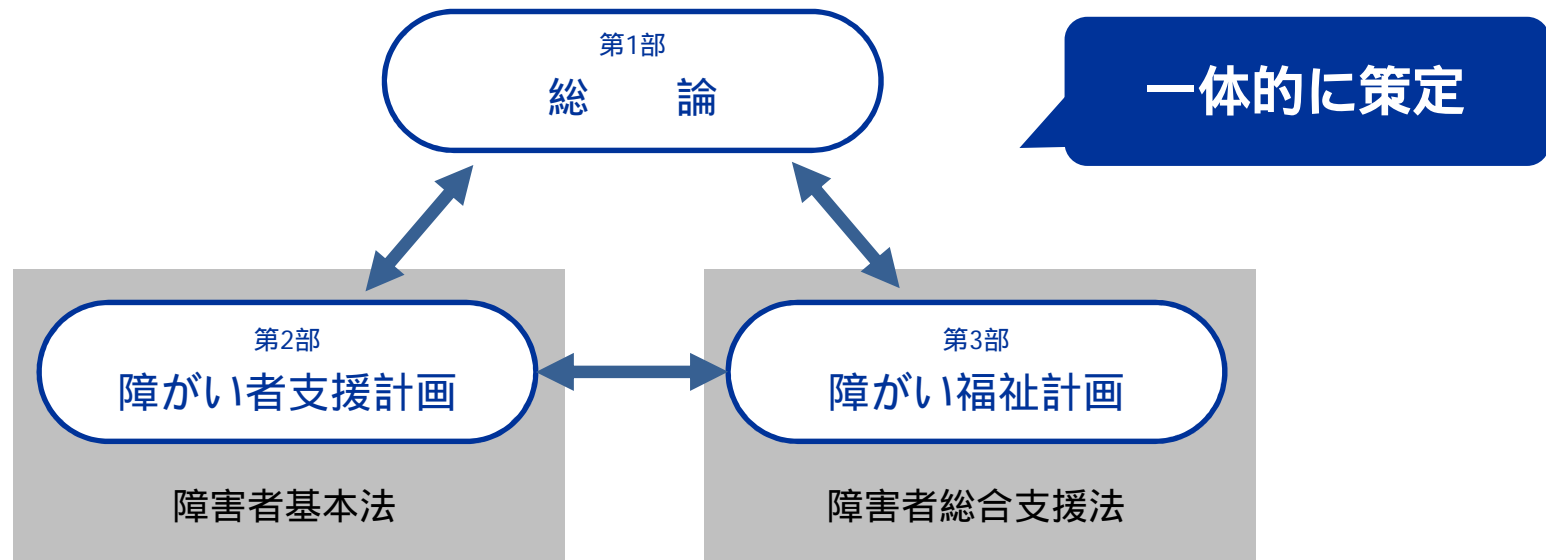 第1部
総　論
一体的に策定
第2部
障がい者支援計画
第3部
障がい福祉計画
障害者基本法
障害者総合支援法